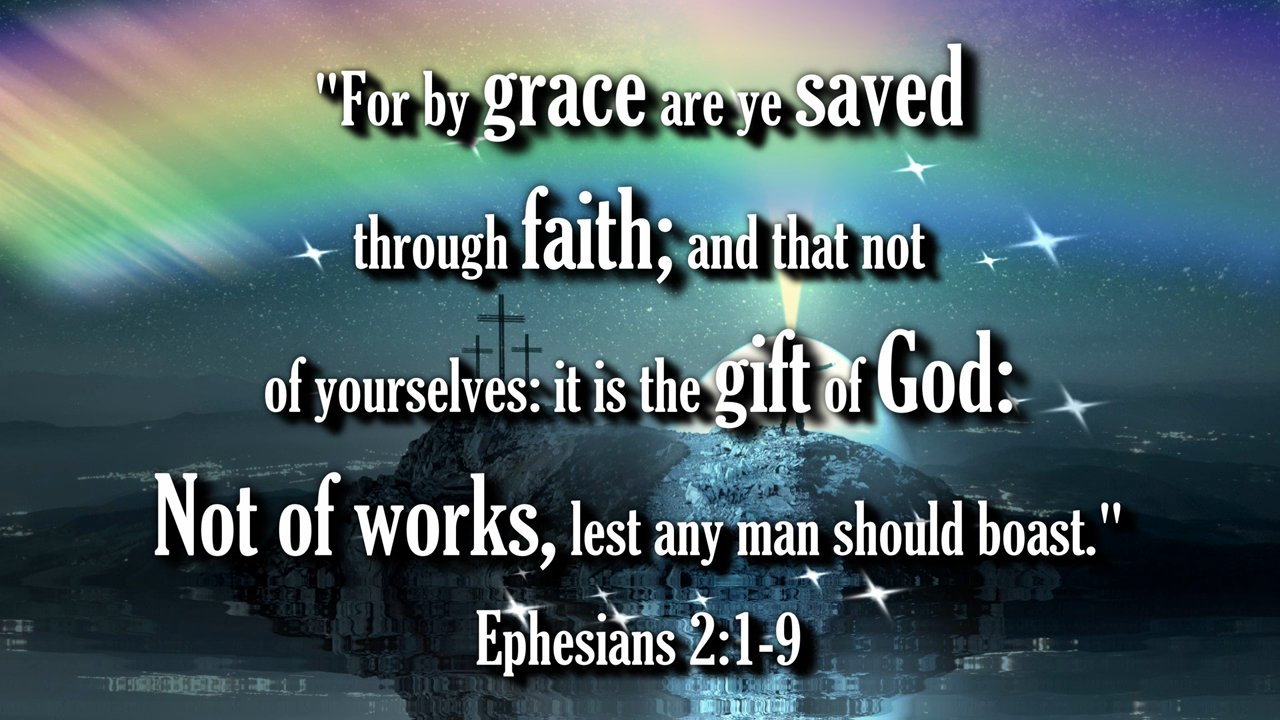 "For by grace are ye saved
through faith; and that not
of yourselves: it is the gift of God:
Not of works, lest any man should boast."
Ephesians 2:1-9